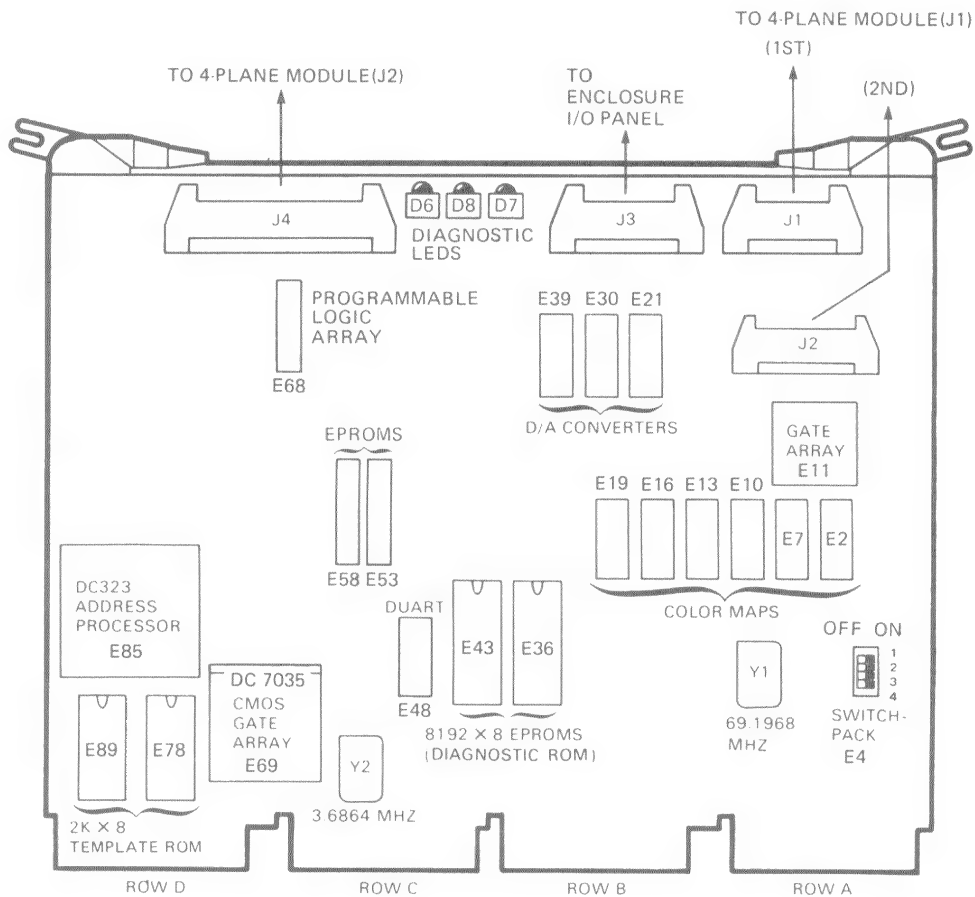 TO 4-PLANE MODULE(J1)
(1ST)
(2ND)
TO 4-PLANE MODULE(J2)
TO
ENCLOSURE
I/O PANEL
J4
D6 D8 D7
DIAGNOSTIC
LEDS
J3
J1
J2
PROGRAMMABLE
LOGIC
ARRAY
E68
E39 E30 E21
D/A CONVERTERS
GATE
ARRAY
E11
EPROMS
E58 E53
E19 E16 E13 E10
E7 E2
COLOR MAPS
DC323
ADDRESS
PROCESSOR
E85
DUART
E48
E43 E36
8192 X 8 EPROMS
(DIAGNOSTIC ROM)
OFF ON
1
2
3
4
SWITCH-
PACK
E4
Y1
69.1968
MHZ
DC 7035
CMOS
GATE
ARRAY
E69
E89 E78
2K X 8
TEMPLATE ROM
Y2
3.6864 MHZ
ROW D ROW C ROW B ROW A